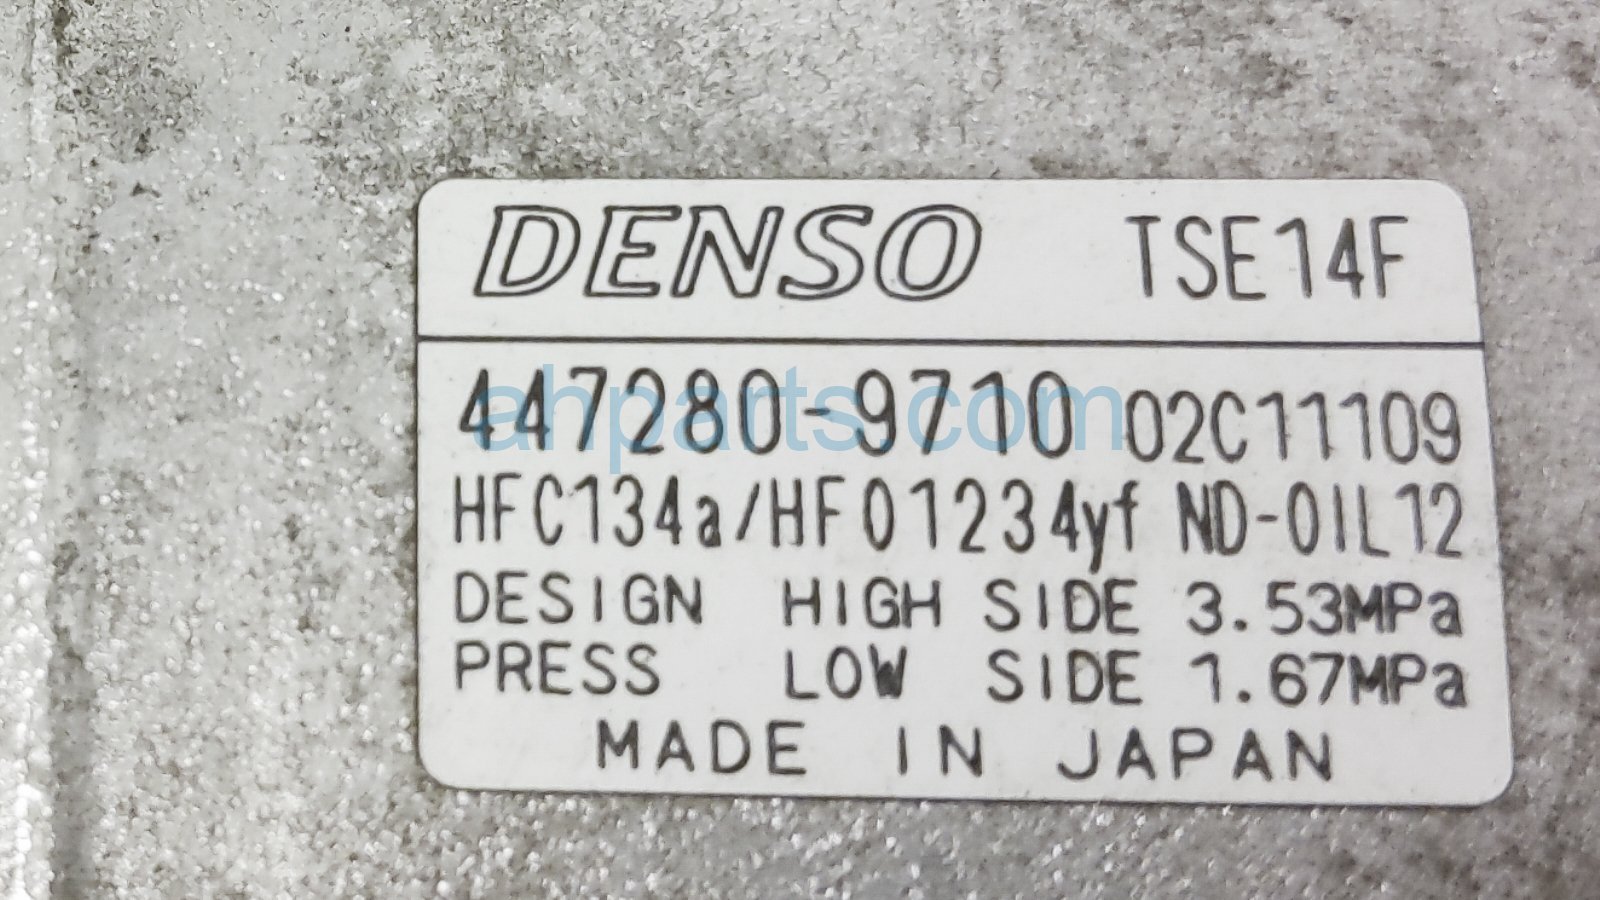 DENSO TSE14F
447280-9710 02C11109
ahparts.com
HFC134a/HFO1234yf ND-OIL12
DESIGN HIGH SIDE 3.53MPa
PRESS LOW SIDE 1.67MPa
MADE IN JAPAN